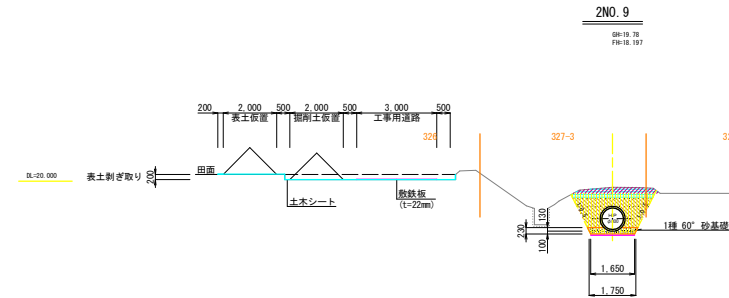 2NO. 9
GH=19.78
FH=18.197
200 2,000 500 2,000 500 3,000 500
表土仮置 掘削土仮置 工事用道路
326 327-3
DL=20.000 表土剥ぎ取り 200 田面
土木シート 敷鉄板
(t=22mm)
130
230
100
1種 60° 砂基礎
1,650
1,750